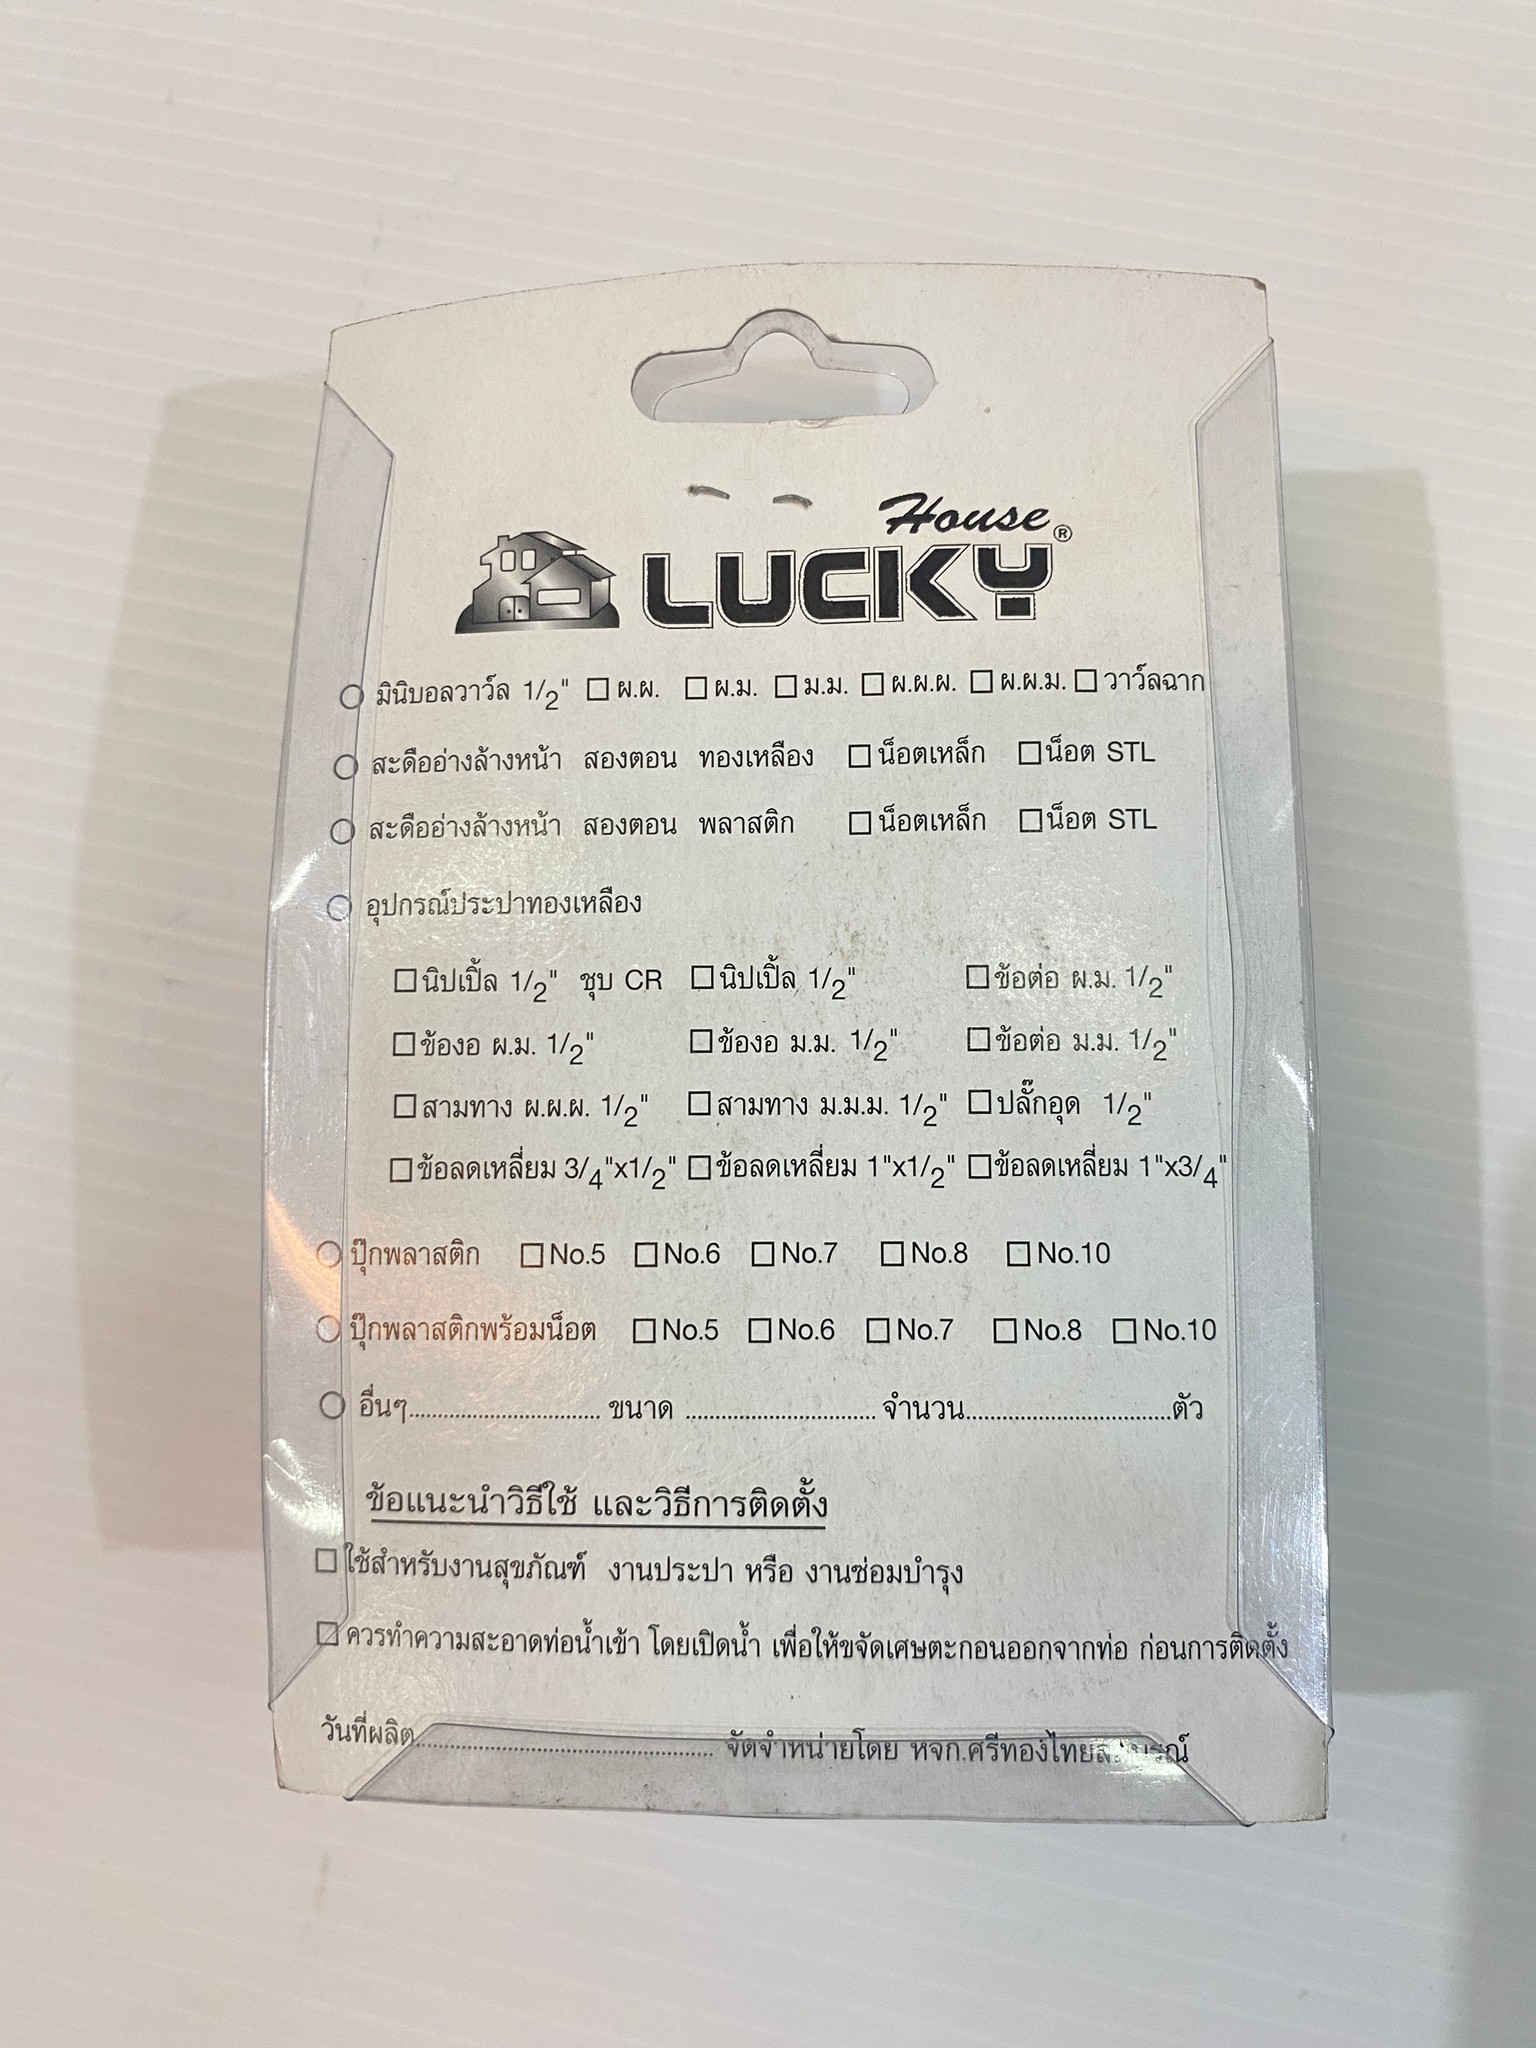 House
LUCKY®
○ มินิบอลวาว์ล 1/2" □ ผ.ผ. □ ผ.ม. □ ม.ม. □ ผ.ผ.ผ. □ ผ.ผ.ม. □ วาว์ลฉาก
○ สะดืออ่างล้างหน้า สองตอน ทองเหลือง □ น็อตเหล็ก □ น็อต STL
○ สะดืออ่างล้างหน้า สองตอน พลาสติก □ น็อตเหล็ก □ น็อต STL
○ อุปกรณ์ประปาทองเหลือง
□ นิปเปิ้ล 1/2" ชุบ CR □ นิปเปิ้ล 1/2" □ ข้อต่อ ผ.ม. 1/2"
□ ข้องอ ผ.ม. 1/2" □ ข้องอ ม.ม. 1/2" □ ข้อต่อ ม.ม. 1/2"
□ สามทาง ผ.ผ.ผ. 1/2" □ สามทาง ม.ม.ม. 1/2" □ ปลั๊กอุด 1/2"
□ ข้อลดเหลี่ยม 3/4"x1/2" □ ข้อลดเหลี่ยม 1"x1/2" □ ข้อลดเหลี่ยม 1"x3/4"
○ ปุ๊กพลาสติก □ No.5 □ No.6 □ No.7 □ No.8 □ No.10
○ ปุ๊กพลาสติกพร้อมน็อต □ No.5 □ No.6 □ No.7 □ No.8 □ No.10
○ อื่นๆ.............................. ขนาด .............................. จำนวน..............................ตัว
ข้อแนะนำวิธีใช้ และวิธีการติดตั้ง
□ ใช้สำหรับงานสุขภัณฑ์ งานประปา หรือ งานซ่อมบำรุง
□ ควรทำความสะอาดท่อน้ำเข้า โดยเปิดน้ำ เพื่อให้ขจัดเศษตะกอนออกจากท่อ ก่อนการติดตั้ง
วันที่ผลิต.............................. จัดจำหน่ายโดย